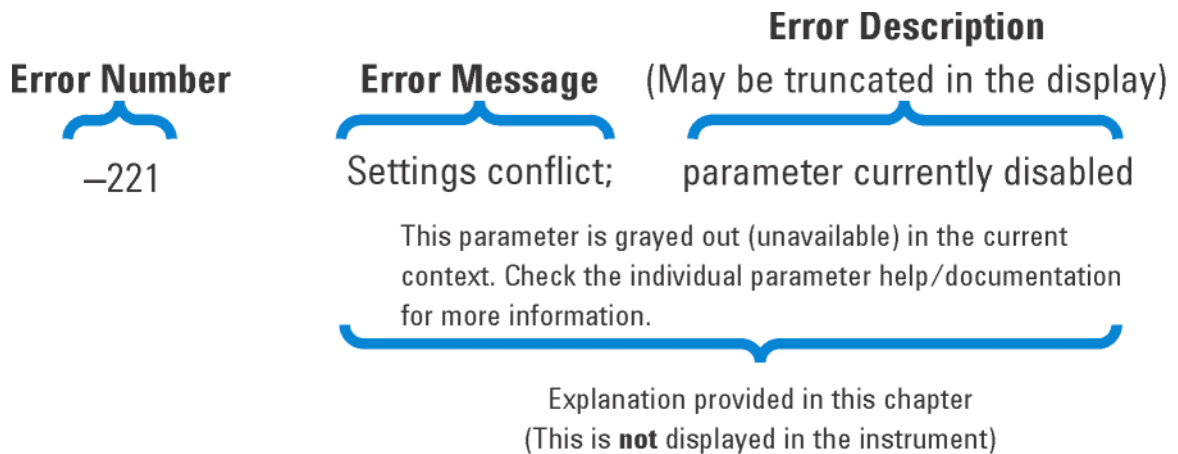 Error Description
Error Number Error Message (May be truncated in the display)
–221 Settings conflict; parameter currently disabled
This parameter is grayed out (unavailable) in the current
context. Check the individual parameter help/documentation
for more information.
Explanation provided in this chapter
(This is not displayed in the instrument)